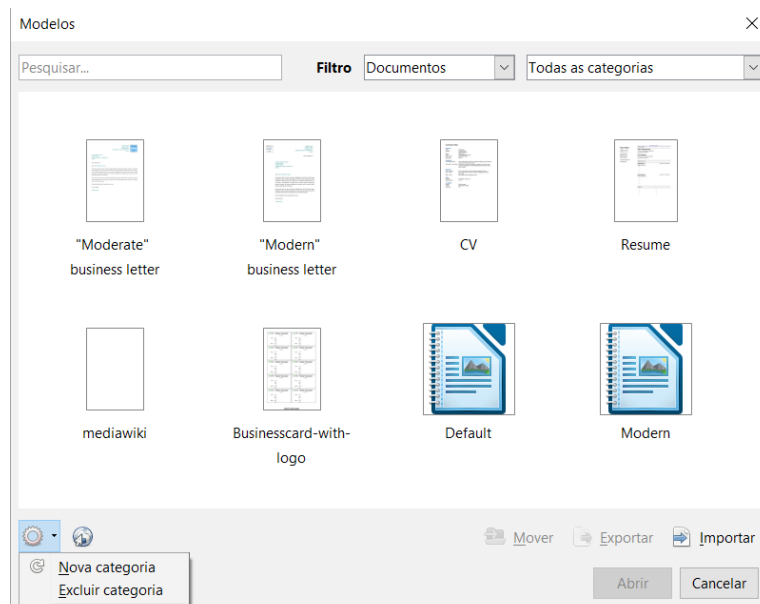 Modelos
Pesquisar...
Filtro
Documentos
Todas as categorias
"Moderate"
business letter
"Modern"
business letter
CV
Resume
mediawiki
Businesscard-with-
logo
Default
Modern
Mover
Exportar
Importar
Nova categoria
Excluir categoria
Abrir
Cancelar